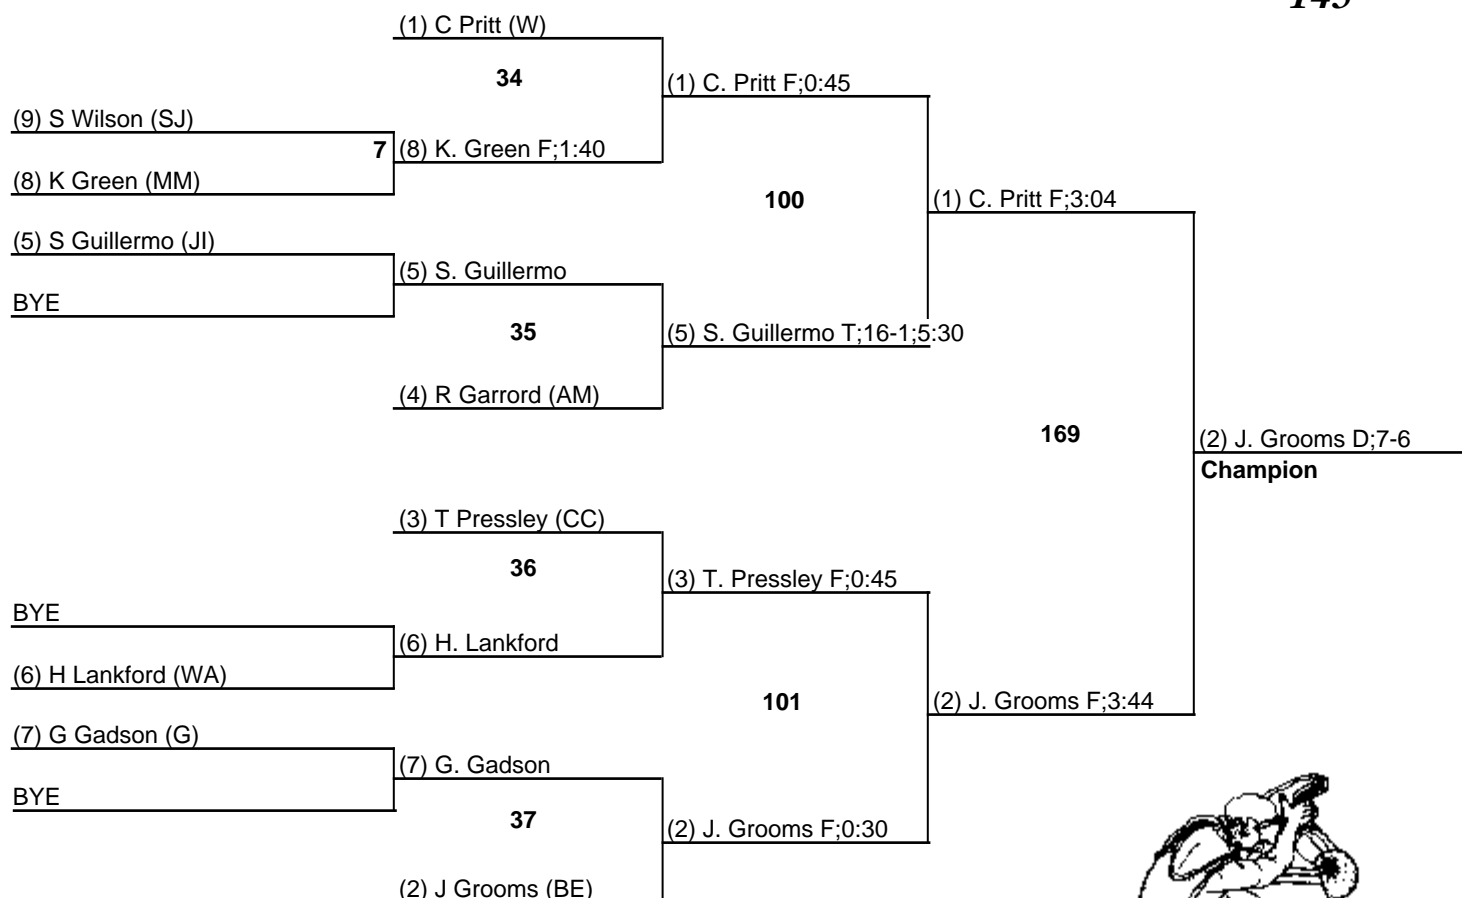 145
(1) C Pritt (W)
34
(1) C. Pritt F;0:45
(9) S Wilson (SJ)
7
(8) K. Green F;1:40
(8) K Green (MM)
100
(1) C. Pritt F;3:04
(5) S Guillermo (JI)
(5) S. Guillermo
BYE
35
(5) S. Guillermo T;16-1;5:30
(4) R Garrord (AM)
169
(2) J. Grooms D;7-6
Champion
(3) T Pressley (CC)
36
(3) T. Pressley F;0:45
BYE
(6) H. Lankford
(6) H Lankford (WA)
101
(2) J. Grooms F;3:44
(7) G Gadson (G)
(7) G. Gadson
BYE
37
(2) J. Grooms F;0:30
(2) J Grooms (BE)